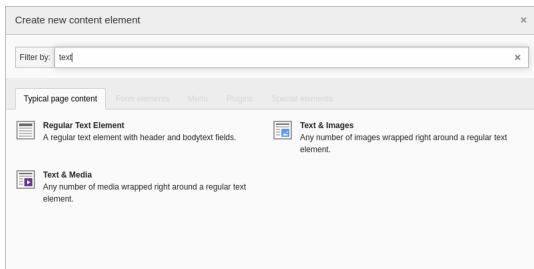 Create new content element ×
Filter by: text ×
Typical page content Form elements Menu Plugins Special elements
Regular Text Element
A regular text element with header and bodytext fields.
Text & Images
Any number of images wrapped right around a regular text
element.
Text & Media
Any number of media wrapped right around a regular text
element.